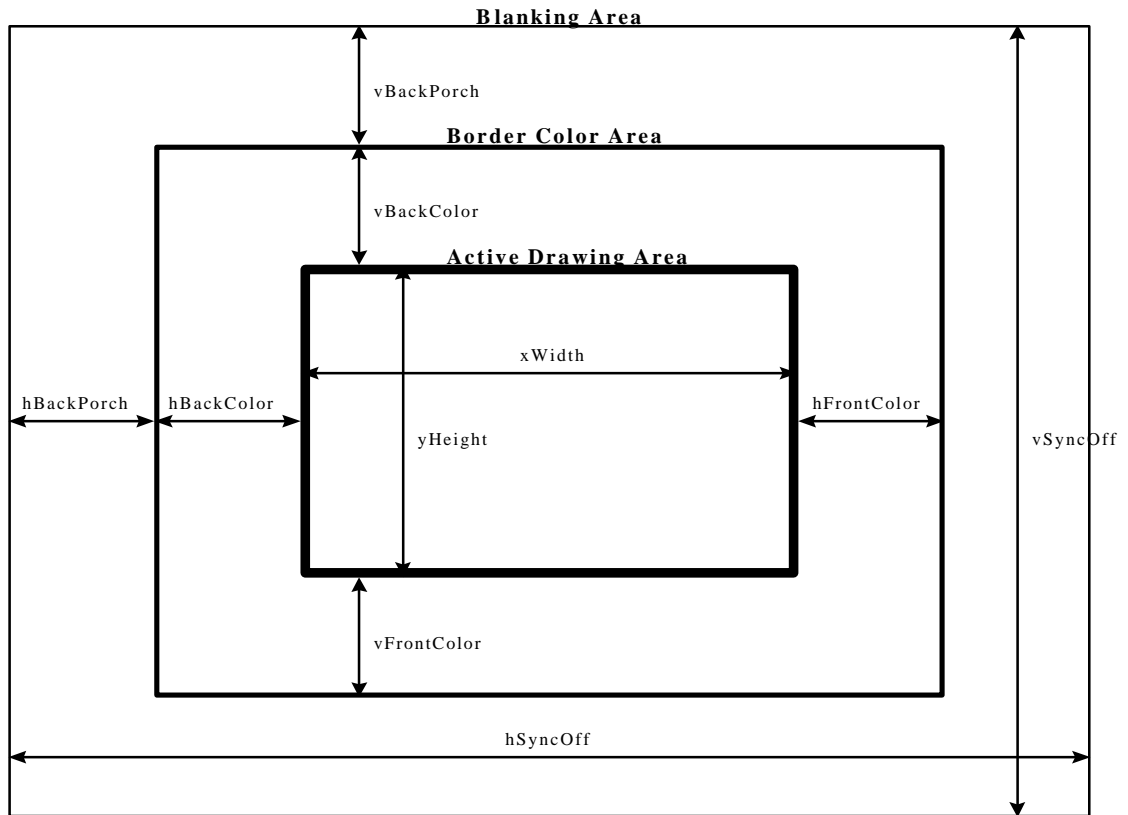 Blanking Area
vBackPorch
Border Color Area
vBackColor
Active Drawing Area
xWidth
hBackPorch
hBackColor
hFrontColor
yHeight
vSyncOff
vFrontColor
hSyncOff